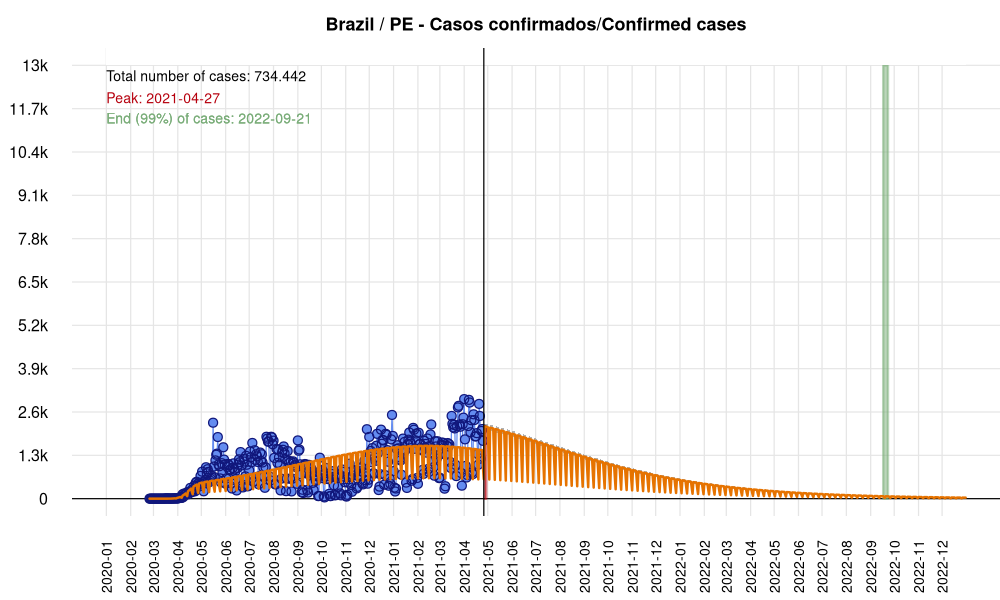 Brazil / PE - Casos confirmados/Confirmed cases
Total number of cases: 734.442
Peak: 2021-04-27
End (99%) of cases: 2022-09-21
13k
11.7k
10.4k
9.1k
7.8k
6.5k
5.2k
3.9k
2.6k
1.3k
0
2020-01
2020-02
2020-03
2020-04
2020-05
2020-06
2020-07
2020-08
2020-09
2020-10
2020-11
2020-12
2021-01
2021-02
2021-03
2021-04
2021-05
2021-06
2021-07
2021-08
2021-09
2021-10
2021-11
2021-12
2022-01
2022-02
2022-03
2022-04
2022-05
2022-06
2022-07
2022-08
2022-09
2022-10
2022-11
2022-12